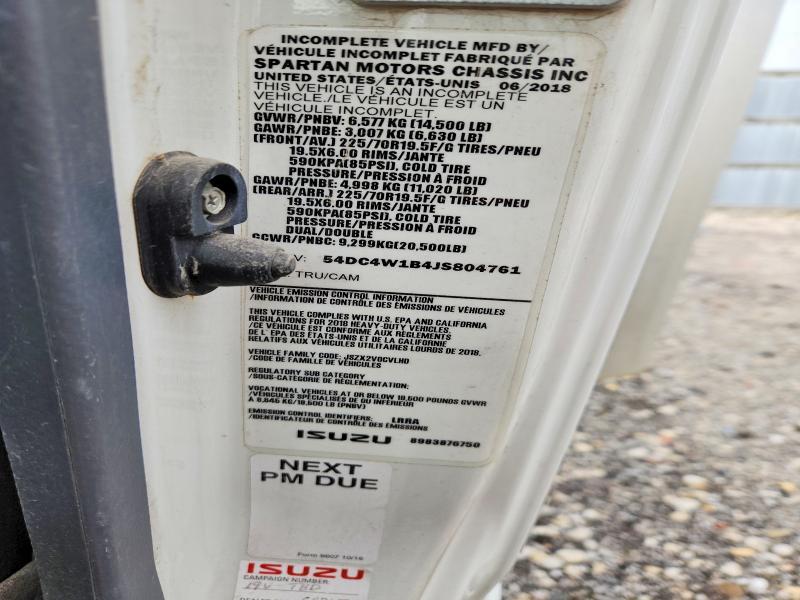 INCOMPLETE VEHICLE MFD BY/
VÉHICULE INCOMPLET FABRIQUÉ PAR
SPARTAN MOTORS CHASSIS INC
UNITED STATES/ÉTATS-UNIS 06/2018
THIS VEHICLE IS AN INCOMPLETE
VEHICLE./LE VÉHICULE EST UN
VÉHICULE INCOMPLET.
GVWR/PNBV: 6,577 KG (14,500 LB)
GAWR/PNBE: 3,007 KG (6,630 LB)
(FRONT/AV.) 225/70R19.5F/G TIRES/PNEU
19.5X6.00 RIMS/JANTE
590KPA(85PSI), COLD TIRE
PRESSURE/PRESSION À FROID
GAWR/PNBE: 4,998 KG (11,020 LB)
(REAR/ARR.) 225/70R19.5F/G TIRES/PNEU
19.5X6.00 RIMS/JANTE
590KPA(85PSI), COLD TIRE
PRESSURE/PRESSION À FROID
DUAL/DOUBLE
GCWR/PNBC: 9,299KG(20,500LB)
V: 54DC4W1B4JS804761
TRU/CAM
VEHICLE EMISSION CONTROL INFORMATION
/INFORMATION DE CONTRÔLE DES ÉMISSIONS DE VÉHICULES
THIS VEHICLE COMPLIES WITH U.S. EPA AND CALIFORNIA
REGULATIONS FOR 2018 HEAVY-DUTY VEHICLES.
/CE VÉHICULE EST CONFORME AUX RÈGLEMENTS
DE L' EPA DES ÉTATS-UNIS ET DE LA CALIFORNIE
RELATIFS AUX VÉHICULES UTILITAIRES LOURDS DE 2018.
VEHICLE FAMILY CODE: JSZX2VOCVLHD
/CODE DE FAMILLE DE VÉHICULES
REGULATORY SUB CATEGORY
/SOUS-CATÉGORIE DE RÉGLEMENTATION:
VOCATIONAL VEHICLES AT OR BELOW 19,500 POUNDS GVWR
/VÉHICULES SPÉCIALISÉS DE OU INFÉRIEUR
À 8,845 KG/19,500 LB (PNBV)
EMISSION CONTROL IDENTIFIERS: LRRA
/IDENTIFICATEUR DE CONTRÔLE DES ÉMISSIONS
ISUZU 8983876750
NEXT
PM DUE
Form 9807 10/16
ISUZU
CAMPAIGN NUMBER